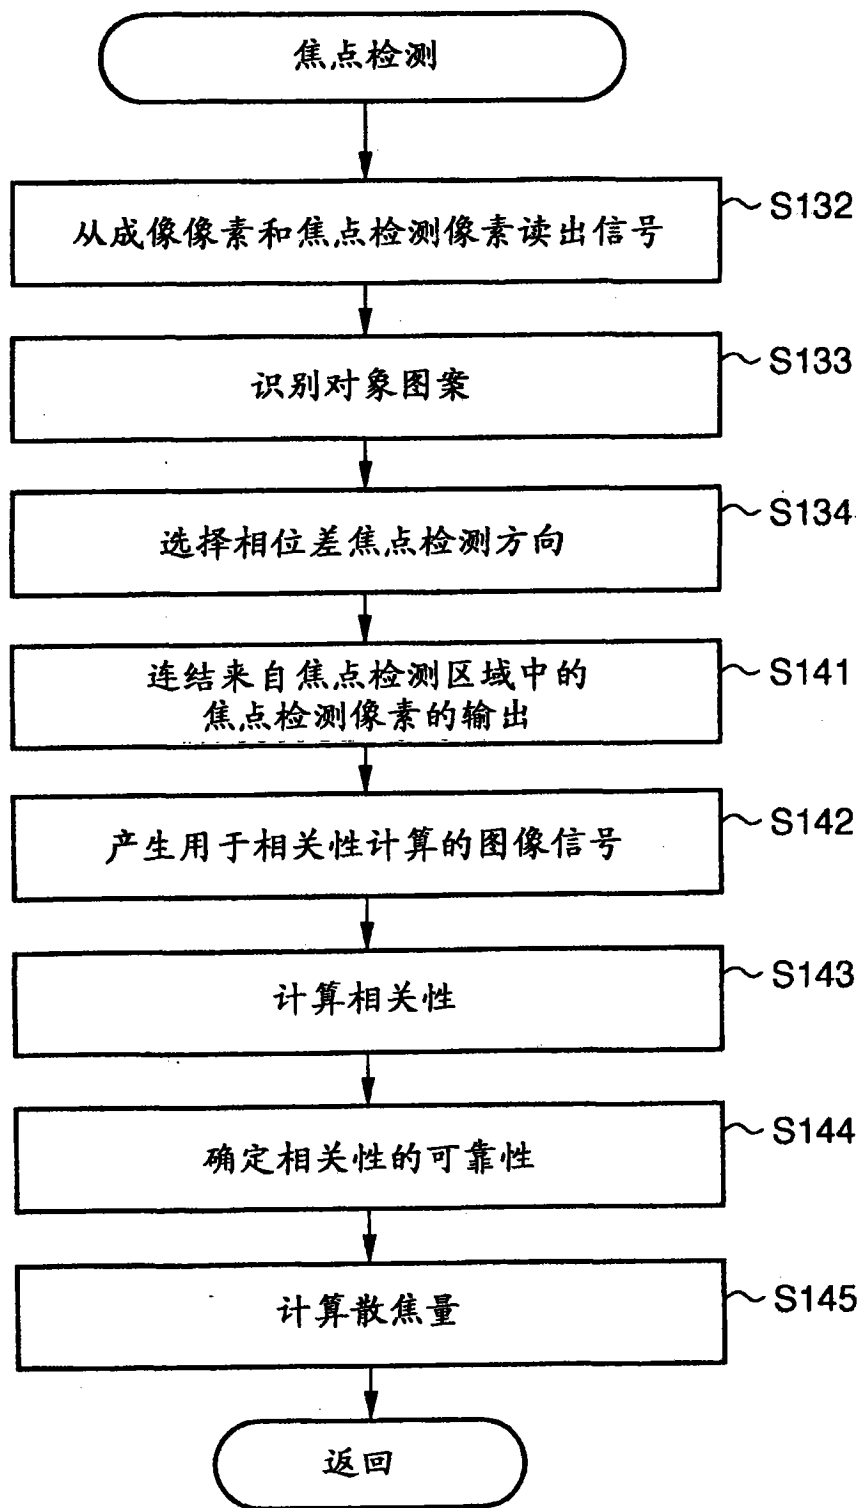 焦点检测
从成像像素和焦点检测像素读出信号
S132
识别对象图案
S133
选择相位差焦点检测方向
S134
连结来自焦点检测区域中的
焦点检测像素的输出
S141
产生用于相关性计算的图像信号
S142
计算相关性
S143
确定相关性的可靠性
S144
计算散焦量
S145
返回